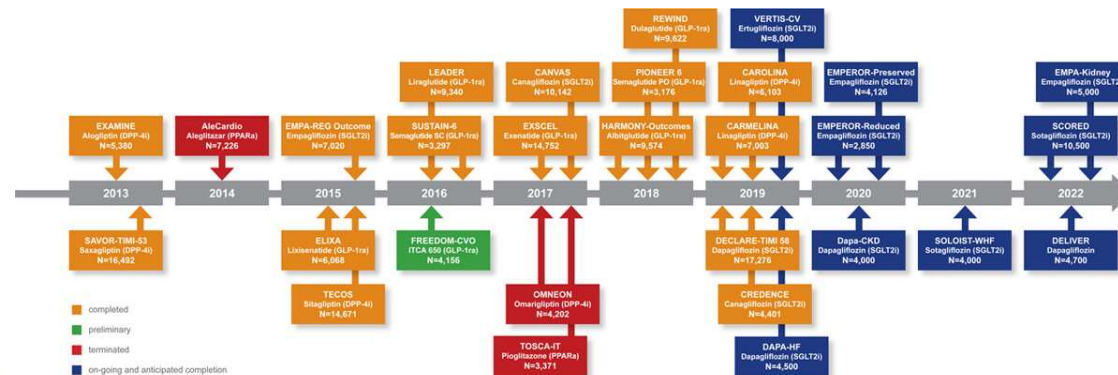 REWIND
Dulaglutide (GLP-1ra)
N=9,622
VERTIS-CV
Ertugliflozin (SGLT2i)
N=8,000
LEADER
Liraglutide (GLP-1ra)
N=9,340
CANVAS
Canagliflozin (SGLT2i)
N=10,142
PIONEER 6
Semaglutide PO (GLP-1ra)
N=3,176
CAROLINA
Linagliptin (DPP-4i)
N=6,103
EMPEROR-Preserved
Empagliflozin (SGLT2i)
N=4,126
EMPA-Kidney
Empagliflozin (SGLT2i)
N=5,000
EXAMINE
Alogliptin (DPP-4i)
N=5,380
AleCardio
Aleglitazar (PPARa)
N=7,226
EMPA-REG Outcome
Empagliflozin (SGLT2i)
N=7,020
SUSTAIN-6
Semaglutide SC (GLP-1ra)
N=3,297
EXSCEL
Exenatide (GLP-1ra)
N=14,752
HARMONY-Outcomes
Albiglutide (GLP-1ra)
N=9,574
CARMELINA
Linagliptin (DPP-4i)
N=7,003
EMPEROR-Reduced
Empagliflozin (SGLT2i)
N=2,850
SCORED
Sotagliflozin (SGLT2i)
N=10,500
2013
2014
2015
2016
2017
2018
2019
2020
2021
2022
SAVOR-TIMI-53
Saxagliptin (DPP-4i)
N=16,492
ELIXA
Lixisenatide (GLP-1ra)
N=6,068
FREEDOM-CVO
ITCA 650 (GLP-1ra)
N=4,156
DECLARE-TIMI 58
Dapagliflozin (SGLT2i)
N=17,276
Dapa-CKD
Dapagliflozin (SGLT2i)
N=4,000
SOLOIST-WHF
Sotagliflozin (SGLT2i)
N=4,000
DELIVER
Dapagliflozin
N=4,700
TECOS
Sitagliptin (DPP-4i)
N=14,671
OMNEON
Omarigliptin (DPP-4i)
N=4,202
CREDENCE
Canagliflozin (SGLT2i)
N=4,401
TOSCA-IT
Pioglitazone (PPARa)
N=3,371
DAPA-HF
Dapagliflozin (SGLT2i)
N=4,500
completed
preliminary
terminated
on-going and anticipated completion